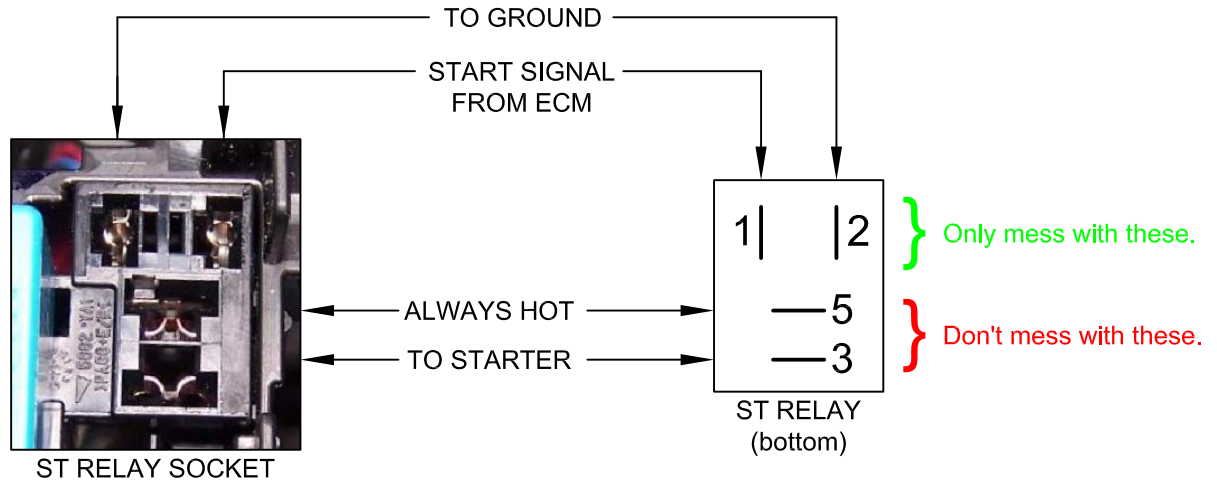 TO GROUND
START SIGNAL
FROM ECM
1
2
Only mess with these.
ALWAYS HOT
5
Don't mess with these.
TO STARTER
3
ST RELAY
(bottom)
ST RELAY SOCKET